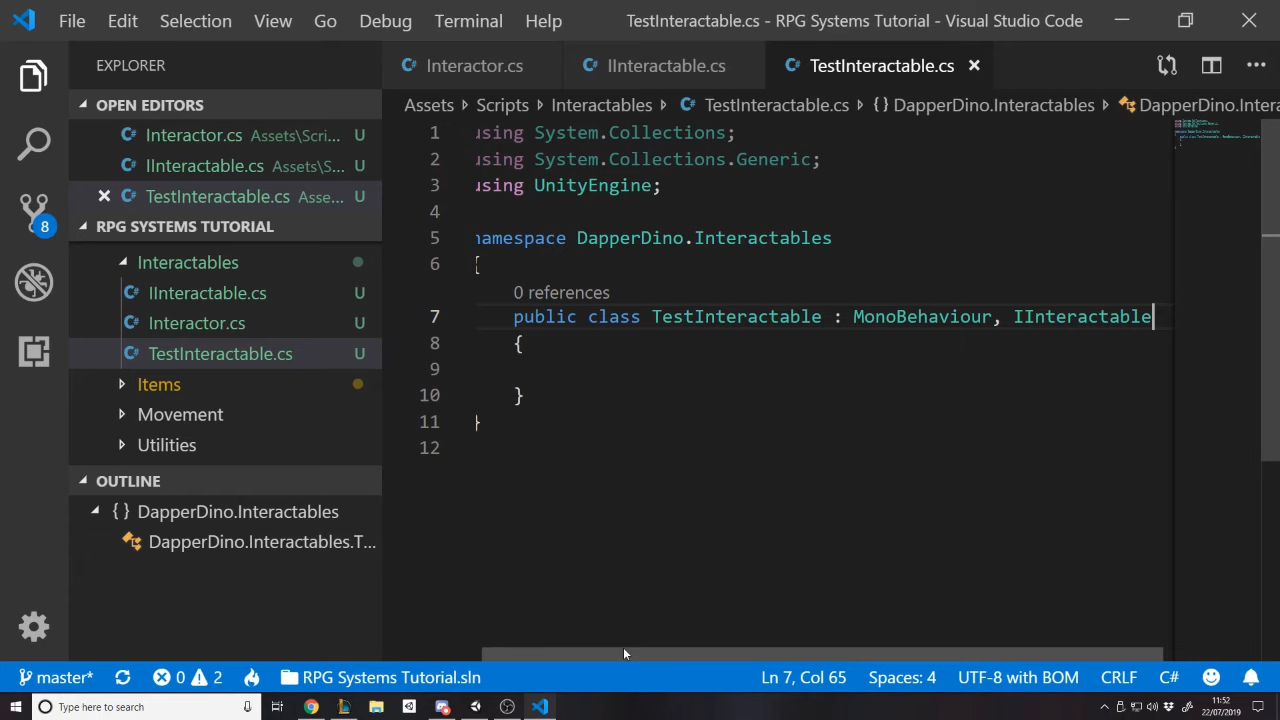 File Edit Selection View Go Debug Terminal Help TestInteractable.cs - RPG Systems Tutorial - Visual Studio Code
EXPLORER
OPEN EDITORS
Interactor.cs Assets\Scri... U
IInteractable.cs Assets\S... U
TestInteractable.cs Asse... U
RPG SYSTEMS TUTORIAL
Interactables
IInteractable.cs U
Interactor.cs U
TestInteractable.cs U
Items
Movement
Utilities
OUTLINE
{ } DapperDino.Interactables
DapperDino.Interactables.T...
8
Interactor.cs IInteractable.cs TestInteractable.cs
Assets > Scripts > Interactables > TestInteractable.cs > { } DapperDino.Interactables > DapperDino.Intera
1 using System.Collections;
2 using System.Collections.Generic;
3 using UnityEngine;
4
5 namespace DapperDino.Interactables
6 {
0 references
7 public class TestInteractable : MonoBehaviour, IInteractable
8 {
9
10 }
11 }
12
master* 0 2 RPG Systems Tutorial.sln Ln 7, Col 65 Spaces: 4 UTF-8 with BOM CRLF C#
Type here to search 11:52
22/07/2019